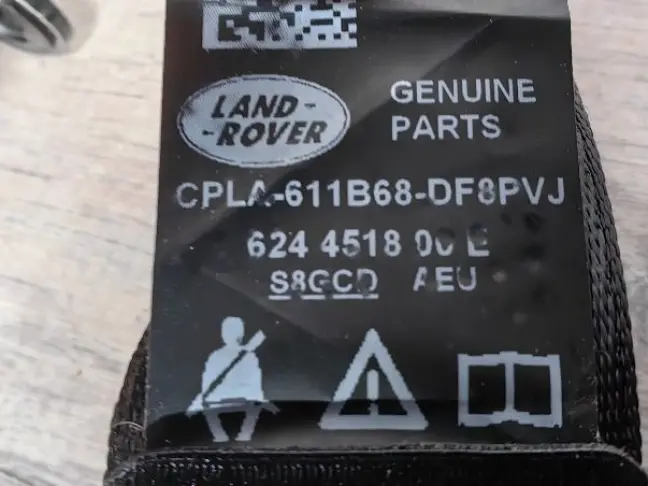 LAND-
-ROVER
GENUINE
PARTS
CPLA-611B68-DF8PVJ
624 4518 00 E
S8GCD AEU